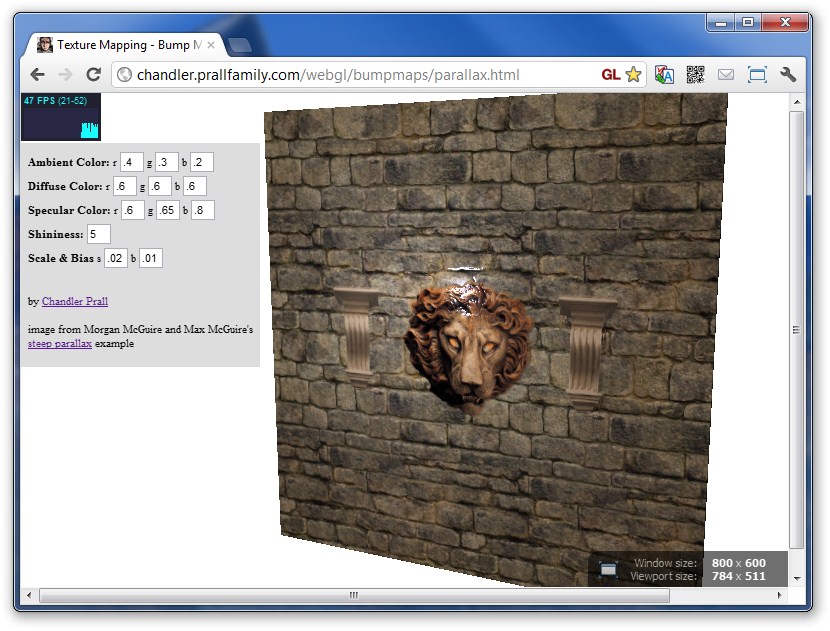 Texture Mapping - Bump M
chandler.prallfamily.com/webgl/bumpmaps/parallax.html
GL
47 FPS (21-52)
Ambient Color: r .4 g .3 b .2
Diffuse Color: r .6 g .6 b .6
Specular Color: r .6 g .65 b .8
Shininess: 5
Scale & Bias s .02 b .01
by Chandler Prall
image from Morgan McGuire and Max McGuire's
steep parallax example
Window size: 800 x 600
Viewport size: 784 x 511